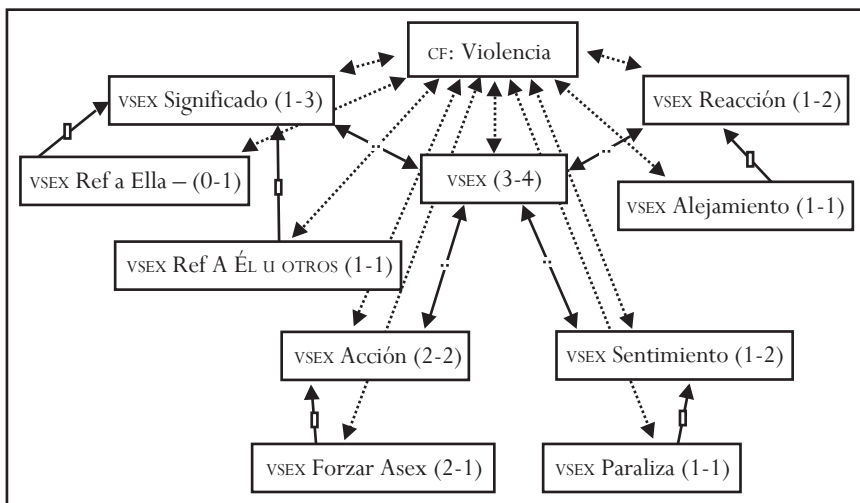 CF: Violencia
VSEX Significado (1-3)
VSEX Reacción (1-2)
VSEX Ref a Ella – (0-1)
VSEX (3-4)
VSEX Alejamiento (1-1)
VSEX Ref A ÉL U OTROS (1-1)
VSEX Acción (2-2)
VSEX Sentimiento (1-2)
VSEX Forzar Asex (2-1)
VSEX Paraliza (1-1)